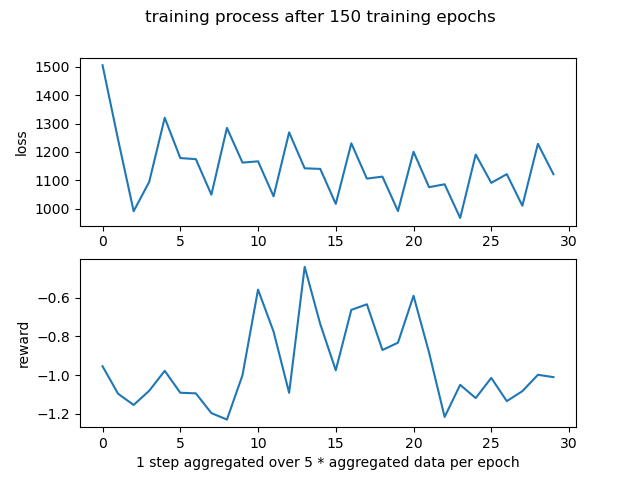 training process after 150 training epochs
1500
1400
1300
1200
1100
1000
loss
0 5 10 15 20 25 30
−0.6
−0.8
−1.0
−1.2
reward
0 5 10 15 20 25 30
1 step aggregated over 5 * aggregated data per epoch